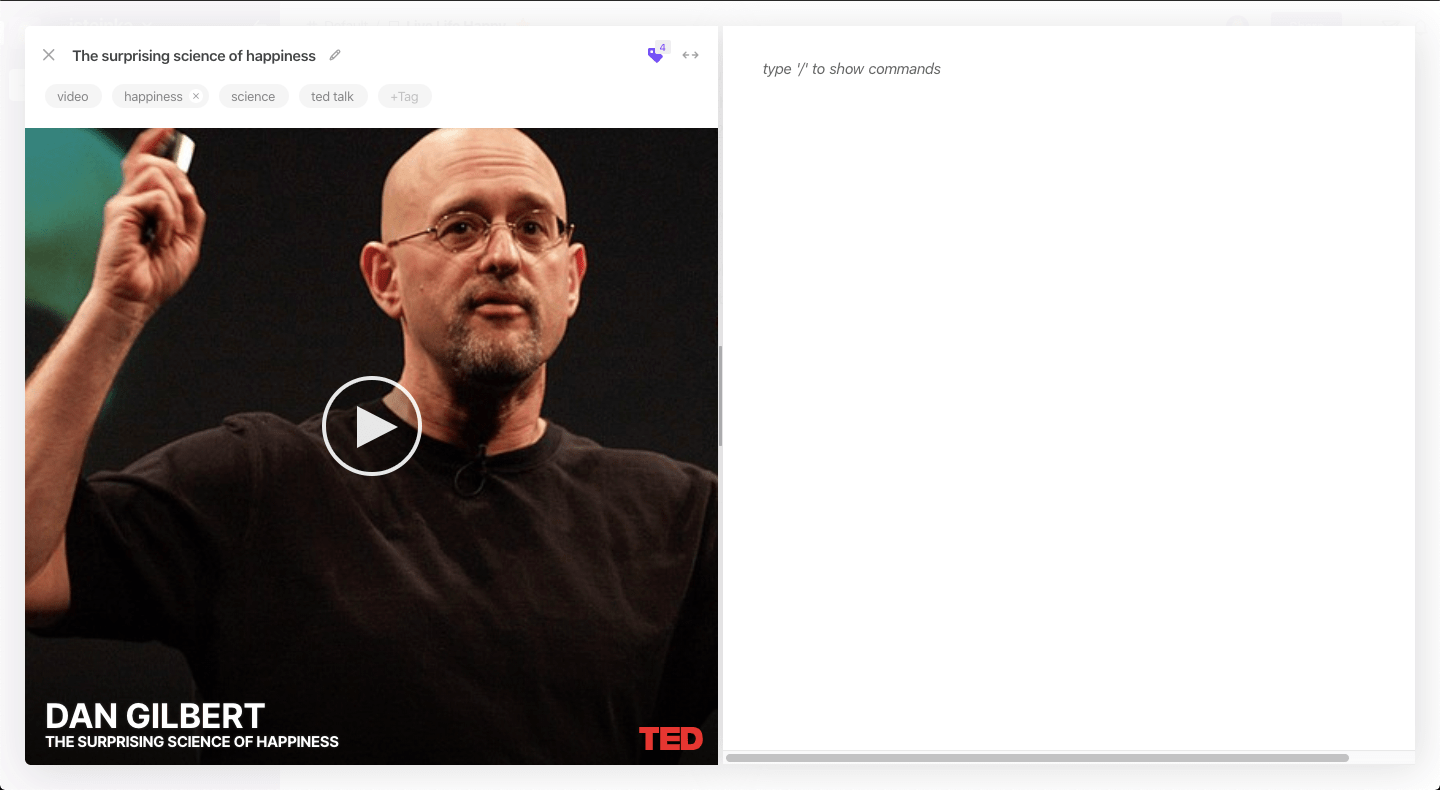 The surprising science of happiness
4
video happiness science ted talk +Tag
type '/' to show commands
DAN GILBERT
THE SURPRISING SCIENCE OF HAPPINESS
TED